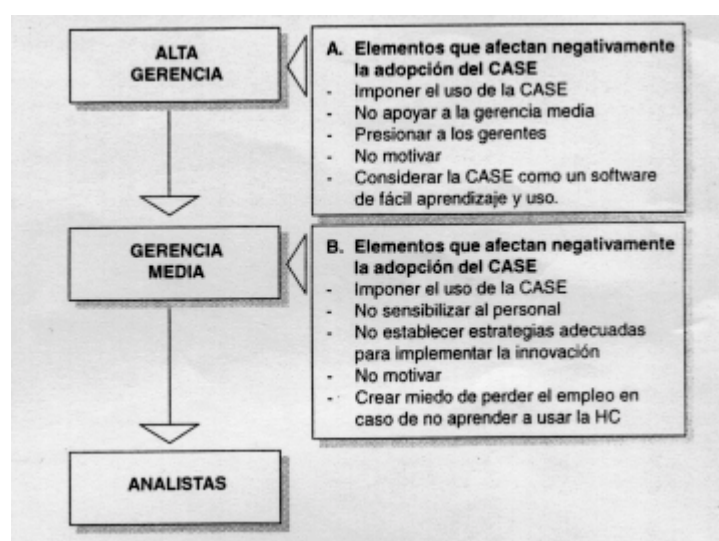 ALTA
GERENCIA
A. Elementos que afectan negativamente
la adopción del CASE
- Imponer el uso de la CASE
- No apoyar a la gerencia media
- Presionar a los gerentes
- No motivar
- Considerar la CASE como un software
de fácil aprendizaje y uso.
GERENCIA
MEDIA
B. Elementos que afectan negativamente
la adopción del CASE
- Imponer el uso de la CASE
- No sensibilizar al personal
- No establecer estrategias adecuadas
para implementar la innovación
- No motivar
- Crear miedo de perder el empleo en
caso de no aprender a usar la HC
ANALISTAS